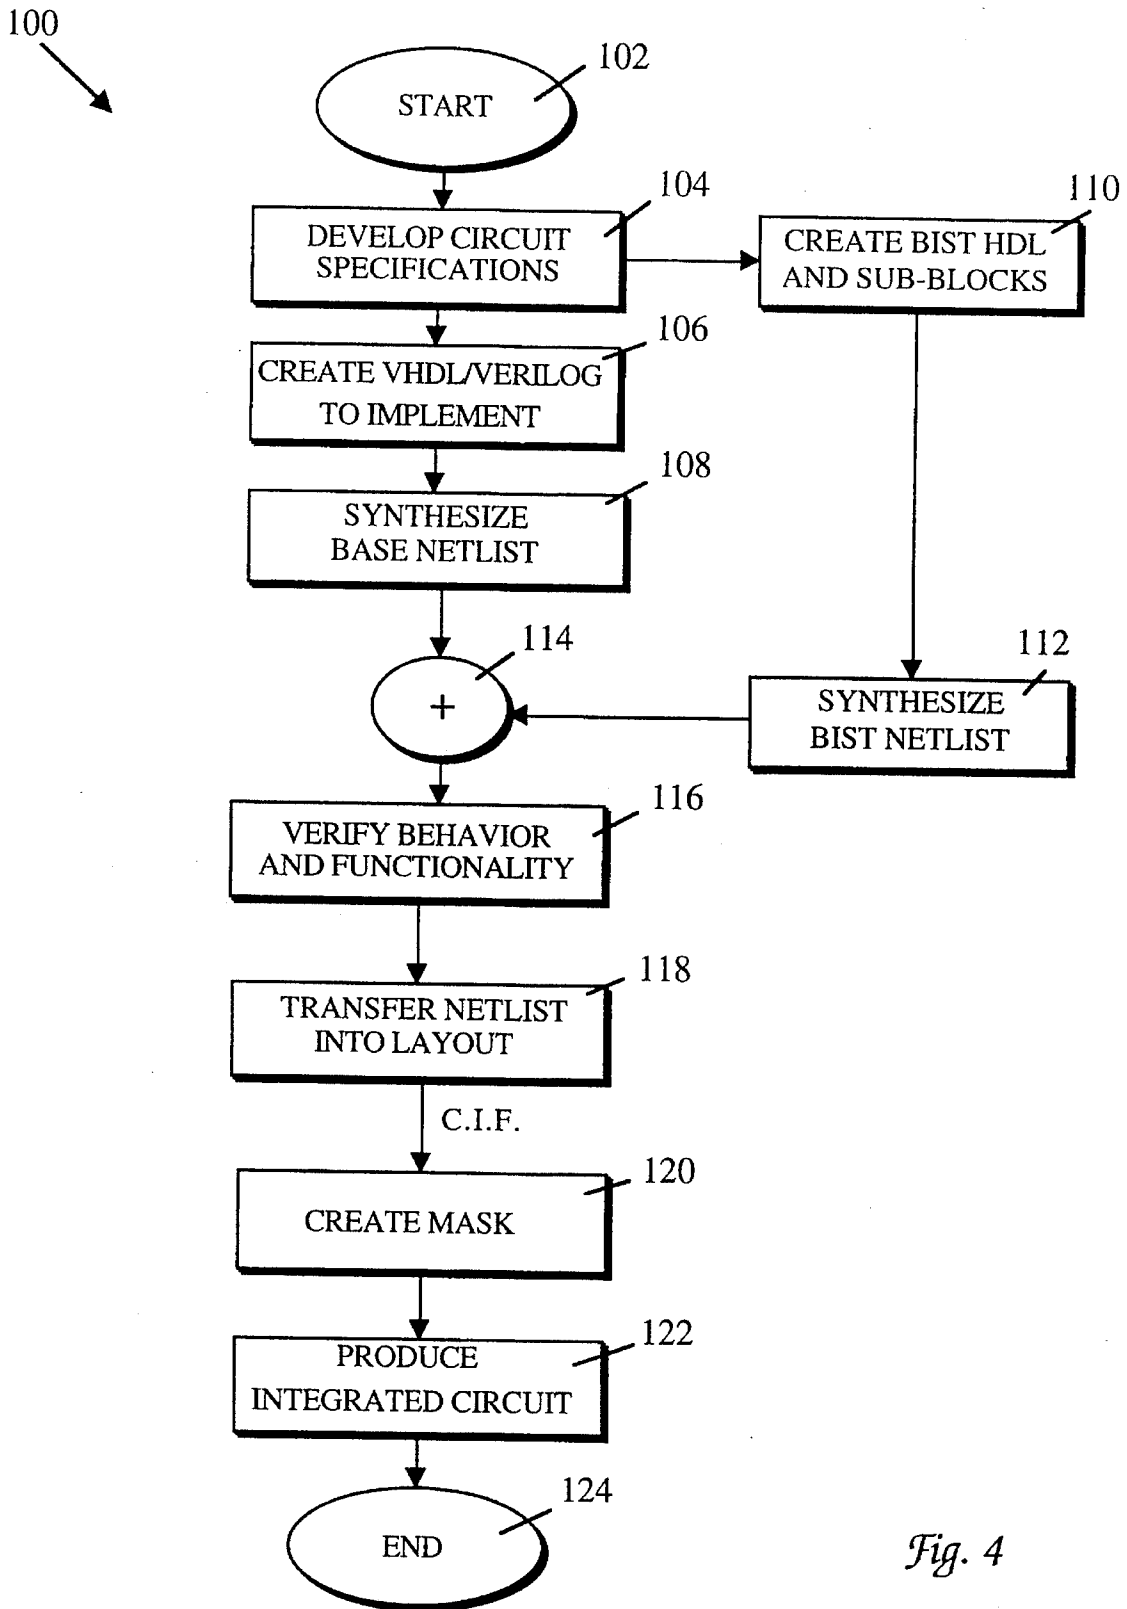 100
102
START
104
DEVELOP CIRCUIT
SPECIFICATIONS
110
CREATE BIST HDL
AND SUB-BLOCKS
106
CREATE VHDL/VERILOG
TO IMPLEMENT
108
SYNTHESIZE
BASE NETLIST
114
+
112
SYNTHESIZE
BIST NETLIST
116
VERIFY BEHAVIOR
AND FUNCTIONALITY
118
TRANSFER NETLIST
INTO LAYOUT
C.I.F.
120
CREATE MASK
122
PRODUCE
INTEGRATED CIRCUIT
124
END
Fig. 4